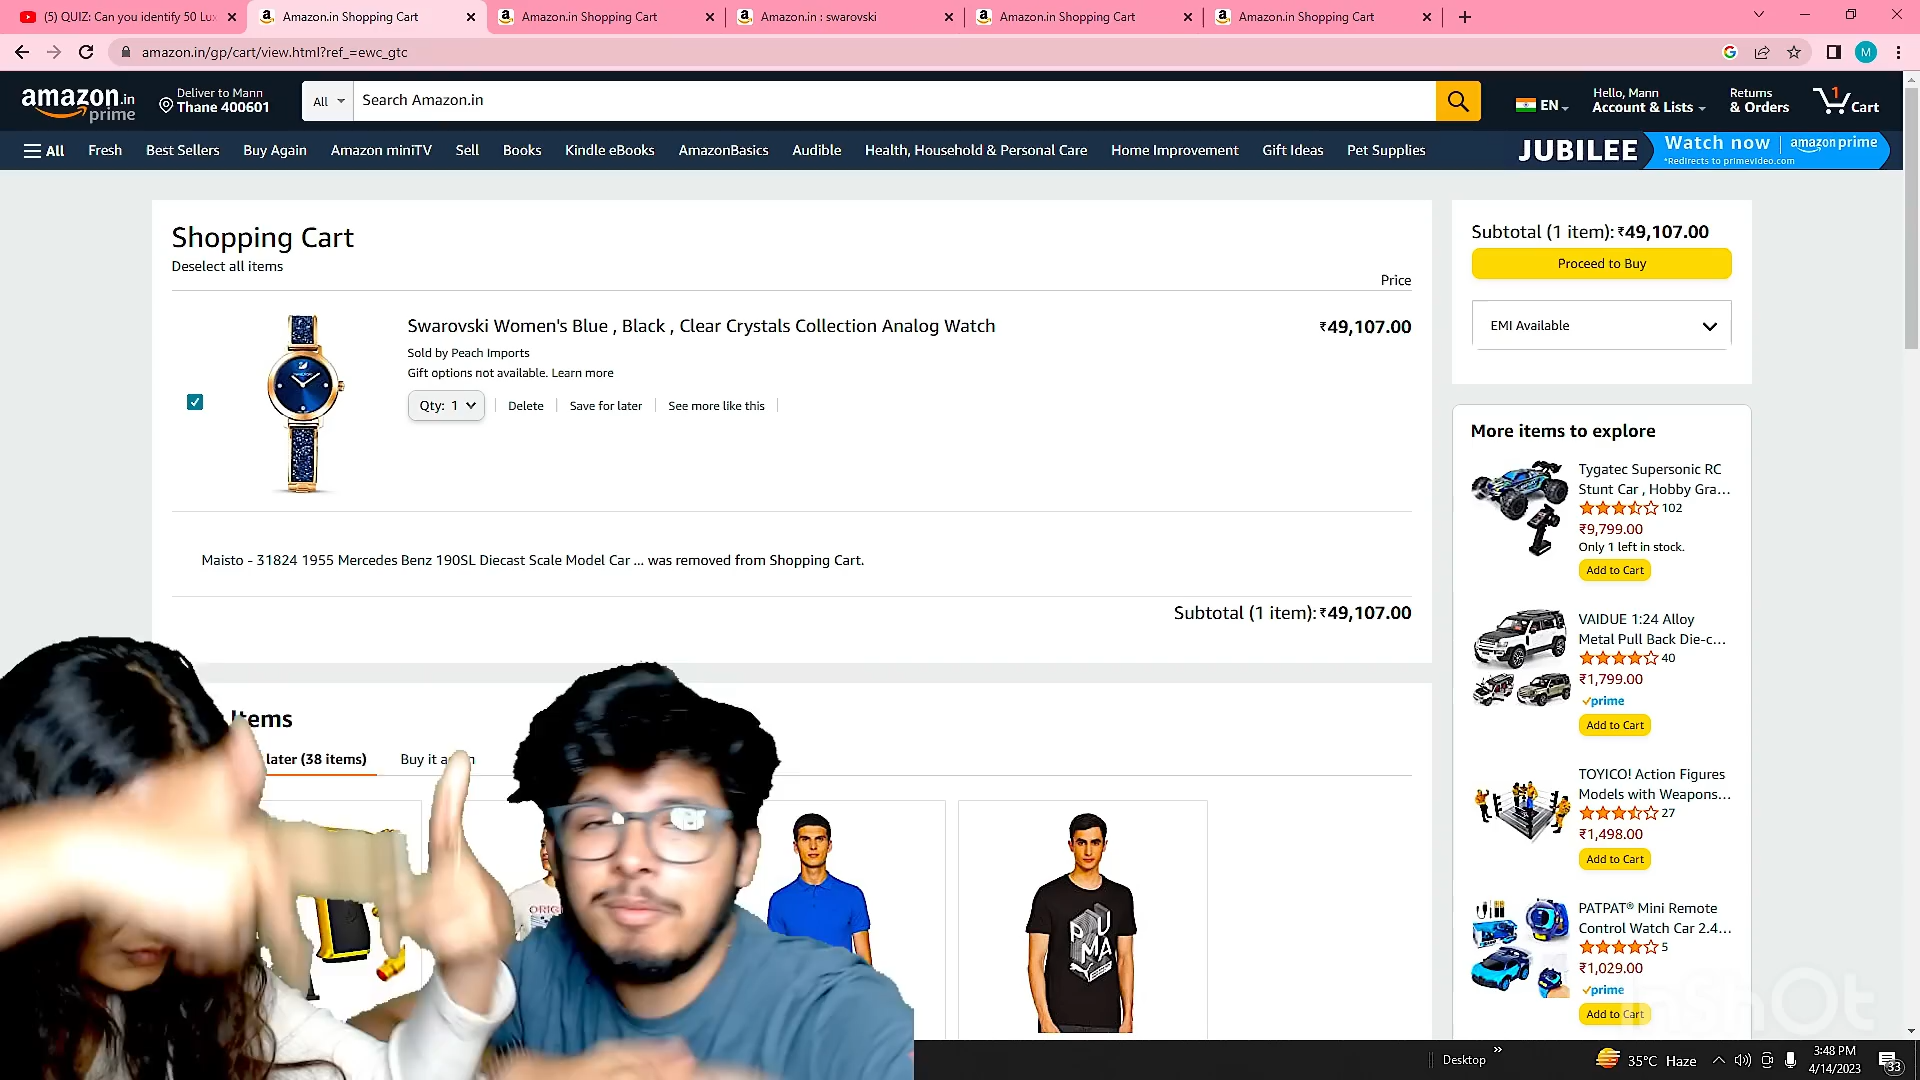 (5) QUIZ: Can you identify 50 Lu
Amazon.in Shopping Cart
Amazon.in Shopping Cart
Amazon.in : swarovski
Amazon.in Shopping Cart
Amazon.in Shopping Cart
amazon.in/gp/cart/view.html?ref_=ewc_gtc
M
amazon.in
prime
Deliver to Mann
Thane 400601
All
Search Amazon.in
EN
Hello, Mann
Account & Lists
Returns
& Orders
1
Cart
All
Fresh
Best Sellers
Buy Again
Amazon miniTV
Sell
Books
Kindle eBooks
AmazonBasics
Audible
Health, Household & Personal Care
Home Improvement
Gift Ideas
Pet Supplies
JUBILEE
Watch now
amazon prime
*Redirects to primevideo.com
Shopping Cart
Deselect all items
Price
Swarovski Women's Blue , Black , Clear Crystals Collection Analog Watch
₹49,107.00
Sold by Peach Imports
Gift options not available. Learn more
Qty: 1
Delete
Save for later
See more like this
Maisto - 31824 1955 Mercedes Benz 190SL Diecast Scale Model Car ... was removed from Shopping Cart.
Subtotal (1 item): ₹49,107.00
Items
later (38 items)
Buy it
ORIG
PUMA
Subtotal (1 item): ₹49,107.00
Proceed to Buy
EMI Available
More items to explore
Tygatec Supersonic RC
Stunt Car , Hobby Gra...
102
₹9,799.00
Only 1 left in stock.
Add to Cart
VAIDUE 1:24 Alloy
Metal Pull Back Die-c...
40
₹1,799.00
prime
Add to Cart
TOYICO! Action Figures
Models with Weapons...
27
₹1,498.00
Add to Cart
PATPAT® Mini Remote
Control Watch Car 2.4...
5
₹1,029.00
prime
Add to Cart
InShOt
Desktop
35°C Haze
3:48 PM
4/14/2023
33